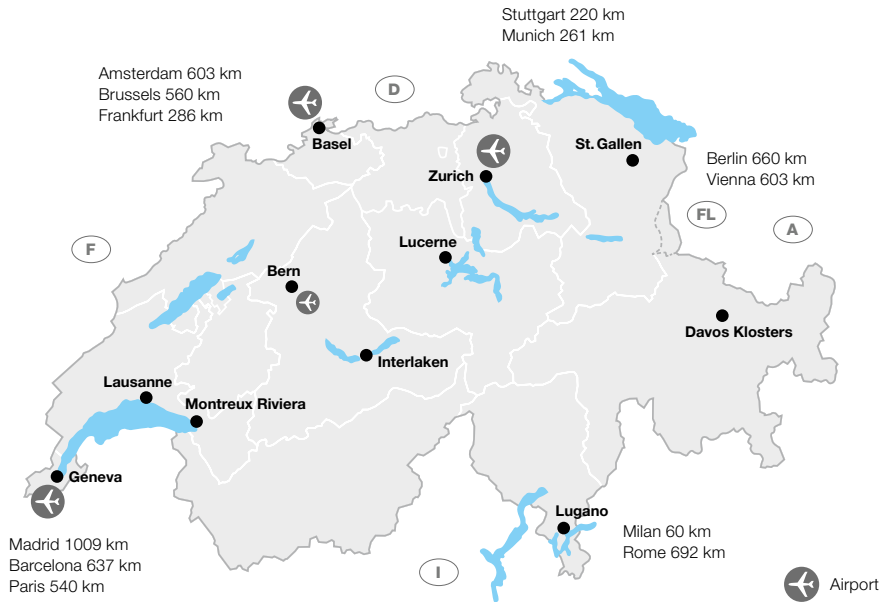 Stuttgart 220 km
Munich 261 km
Amsterdam 603 km
Brussels 560 km
Frankfurt 286 km
D
Basel
St. Gallen
Zurich
Berlin 660 km
Vienna 603 km
FL
A
F
Lucerne
Bern
Davos Klosters
Interlaken
Lausanne
Montreux Riviera
Geneva
Lugano
Madrid 1009 km
Barcelona 637 km
Paris 540 km
Milan 60 km
Rome 692 km
I
Airport